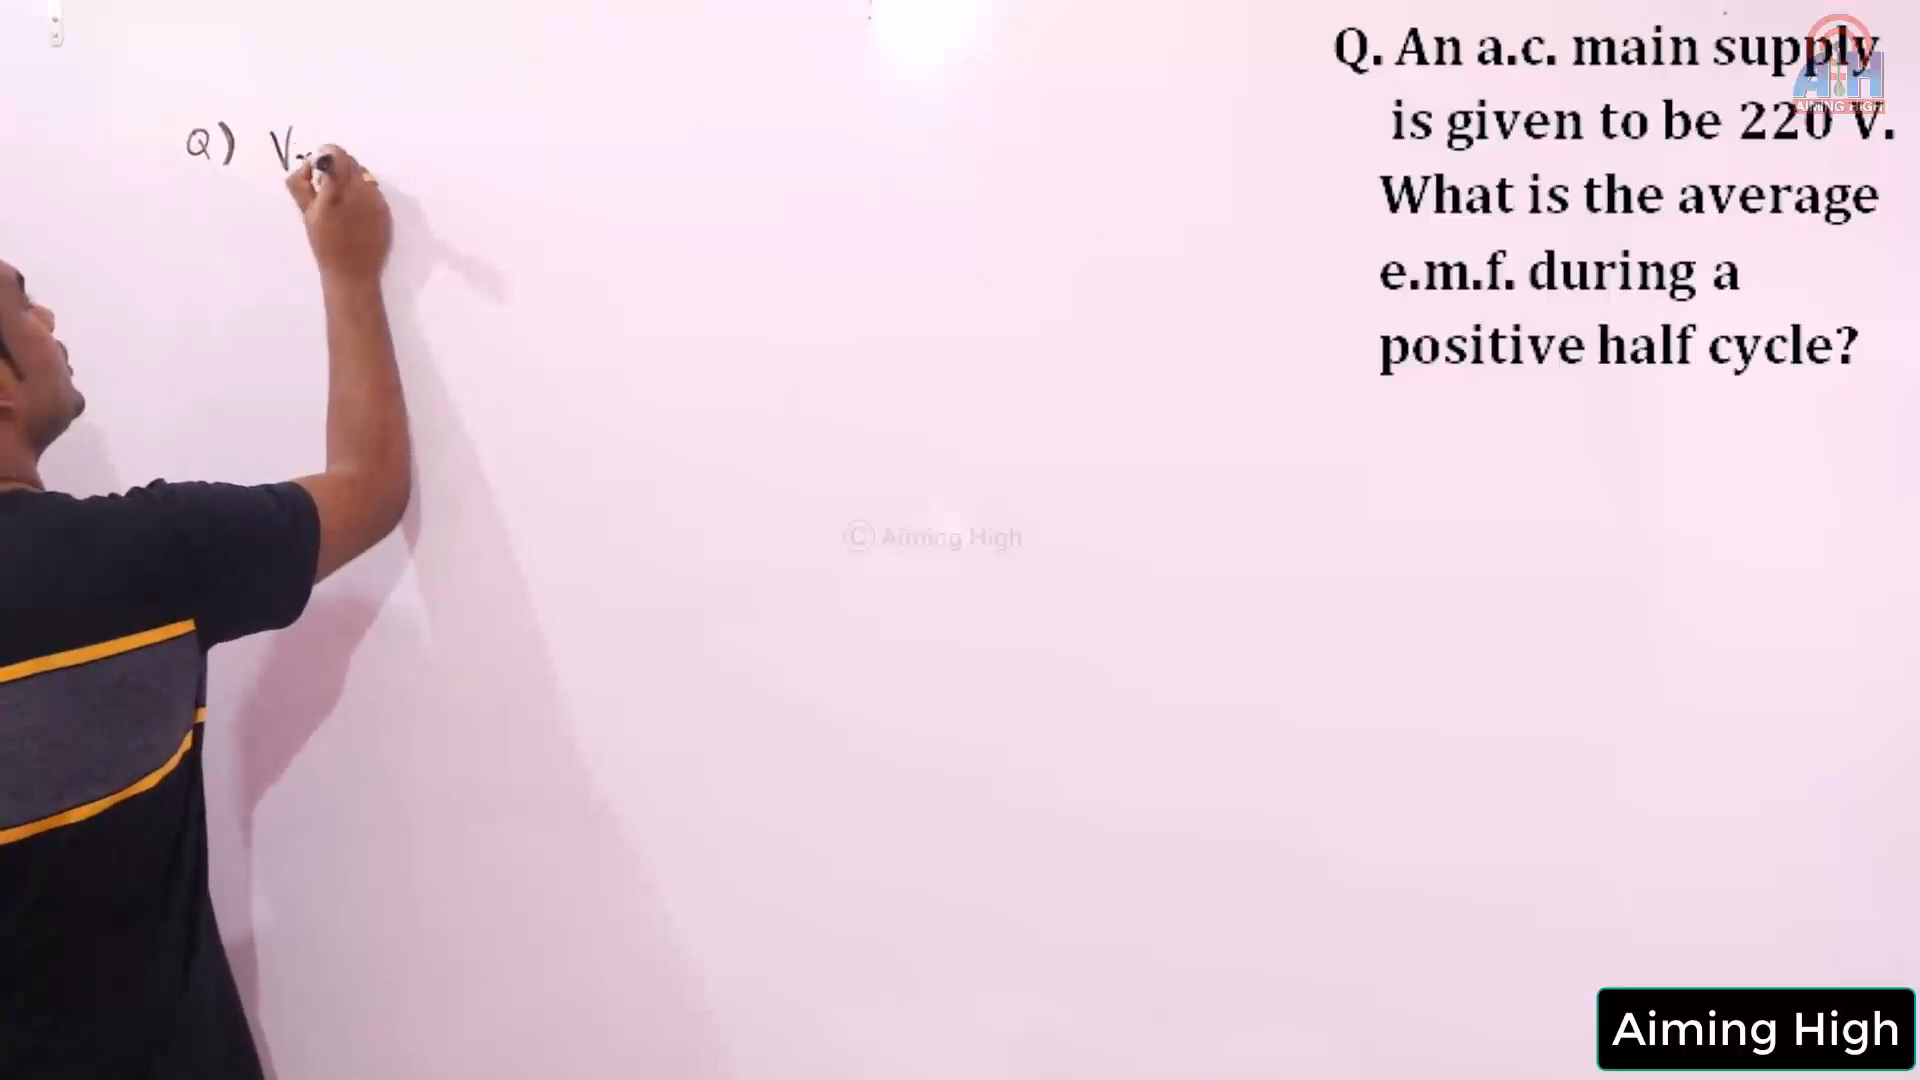 Q. An a.c. main supply
is given to be 220 V.
What is the average
e.m.f. during a
positive half cycle?
AH
AIMING HIGH
Q) V
© Aiming High
Aiming High